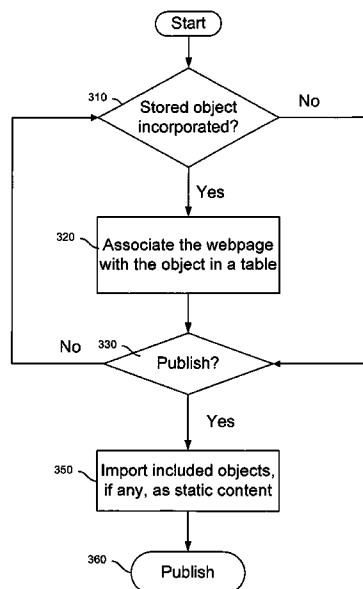 Start
310
Stored object
incorporated?
No
Yes
320
Associate the webpage
with the object in a table
330
No
Publish?
Yes
350
Import included objects,
if any, as static content
360
Publish